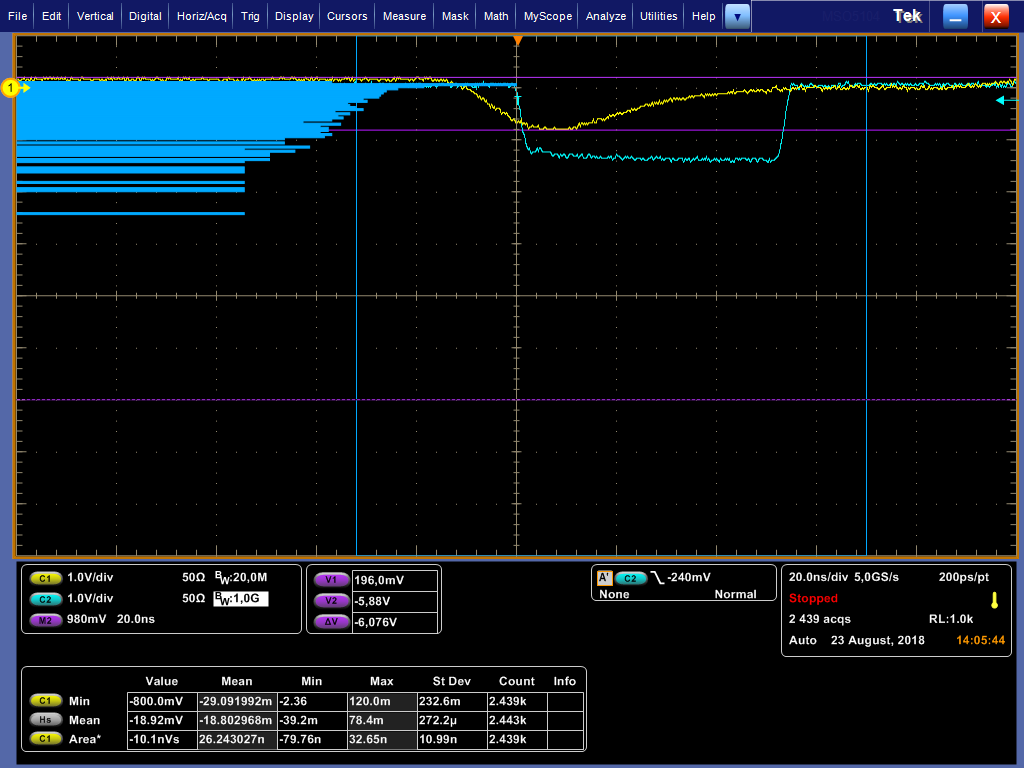 File Edit Vertical Digital Horiz/Acq Trig Display Cursors Measure Mask Math MyScope Analyze Utilities Help ▼ Tek X
1
C1 1.0V/div 50Ω BW:20,0M
C2 1.0V/div 50Ω BW:1,0G
M2 980mV 20.0ns
V1 196,0mV
V2 -5,88V
ΔV -6,076V
A' C2 -240mV
None Normal
20.0ns/div 5,0GS/s 200ps/pt
Stopped
2 439 acqs RL:1.0k
Auto 23 August, 2018 14:05:44
Value Mean Min Max St Dev Count Info
C1 Min -800.0mV -29.091992m -2.36 120.0m 232.6m 2.439k
Hs Mean -18.92mV -18.802968m -39.2m 78.4m 272.2µ 2.443k
C1 Area* -10.1nVs 26.243027n -79.76n 32.65n 10.99n 2.439k